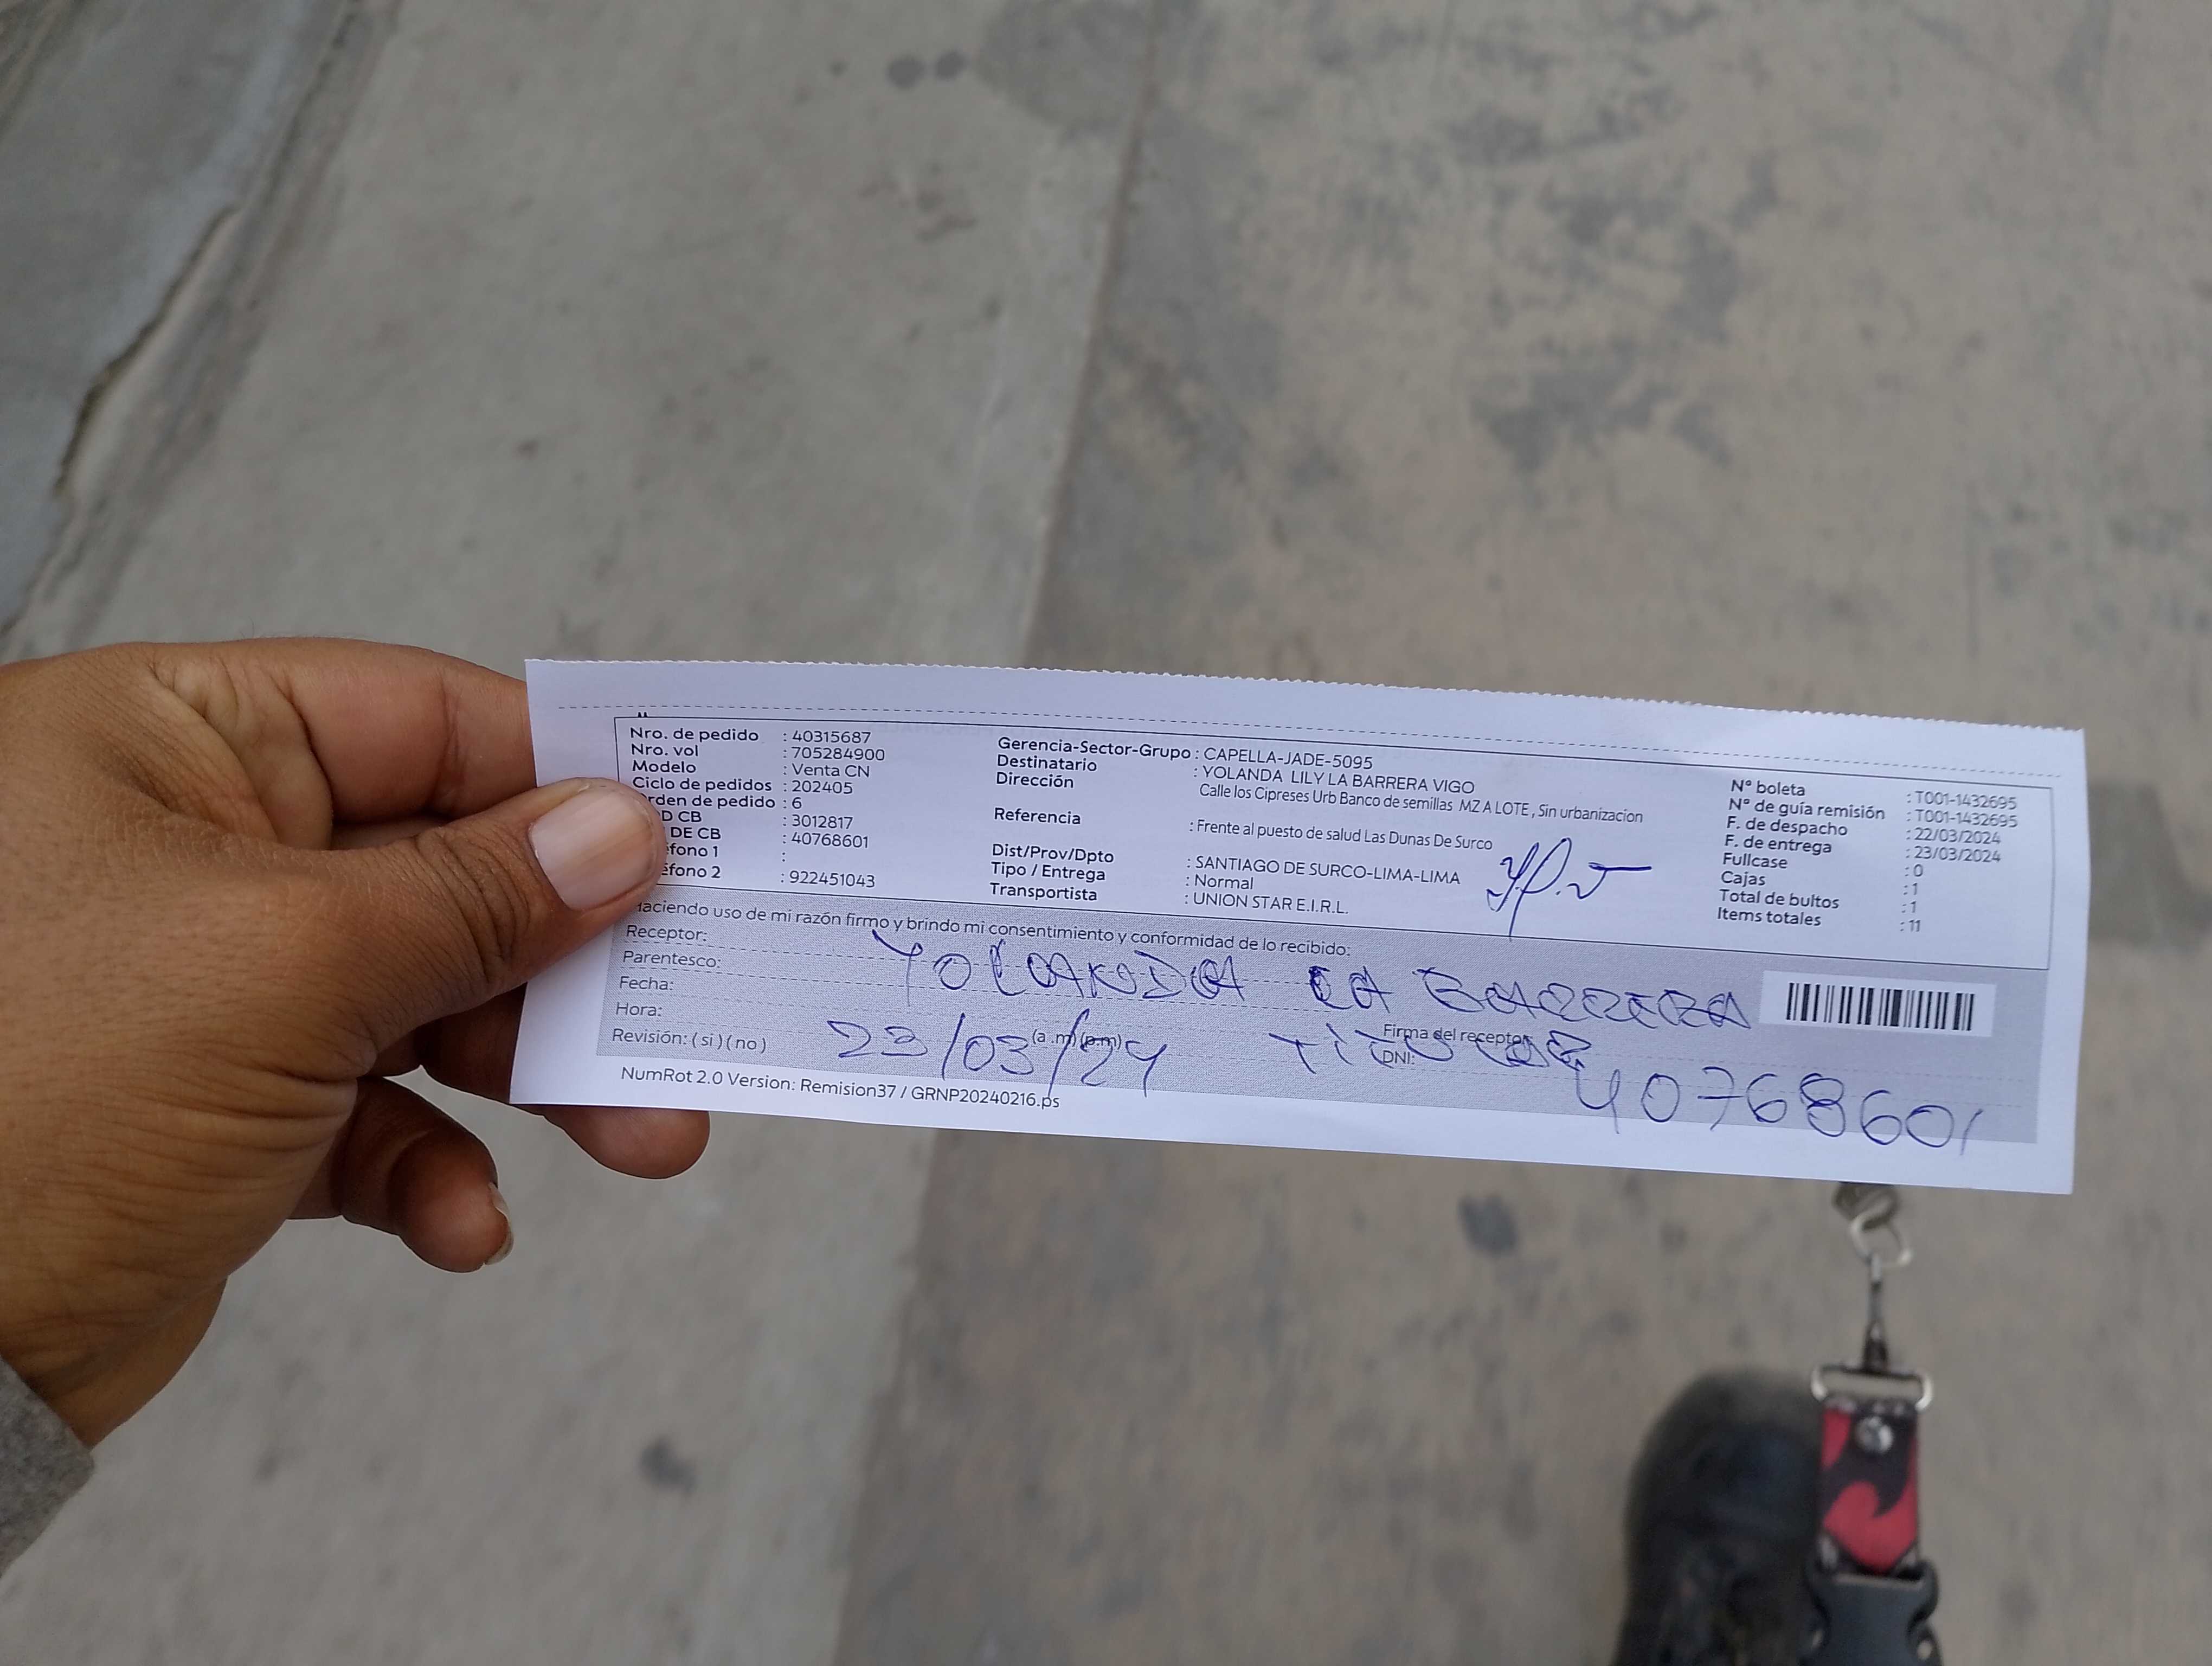 Nro. de pedido : 40315687
Nro. vol : 705284900
Modelo : Venta CN
Ciclo de pedidos : 202405
rden de pedido : 6
D CB : 3012817
DE CB : 40768601
éfono 1 :
éfono 2 : 922451043
Gerencia-Sector-Grupo : CAPELLA-JADE-5095
Destinatario : YOLANDA LILY LA BARRERA VIGO
Dirección Calle los Cipreses Urb Banco de semillas MZ A LOTE , Sin urbanizacion
Referencia : Frente al puesto de salud Las Dunas De Surco
Dist/Prov/Dpto : SANTIAGO DE SURCO-LIMA-LIMA
Tipo / Entrega : Normal
Transportista : UNION STAR E.I.R.L.
N° boleta : T001-1432695
N° de guía remisión : T001-1432695
F. de despacho : 22/03/2024
F. de entrega : 23/03/2024
Fullcase : 0
Cajas : 1
Total de bultos : 1
Items totales : 11
Haciendo uso de mi razón firmo y brindo mi consentimiento y conformidad de lo recibido:
Receptor: YOLANDA LA BARRERA
Parentesco:
Fecha:
Hora: (a.m)(p.m)
23/03/24 TITULAR
Firma del receptor
Revisión: ( si ) ( no )
DNI: 40768601
NumRot 2.0 Version: Remision37 / GRNP20240216.ps